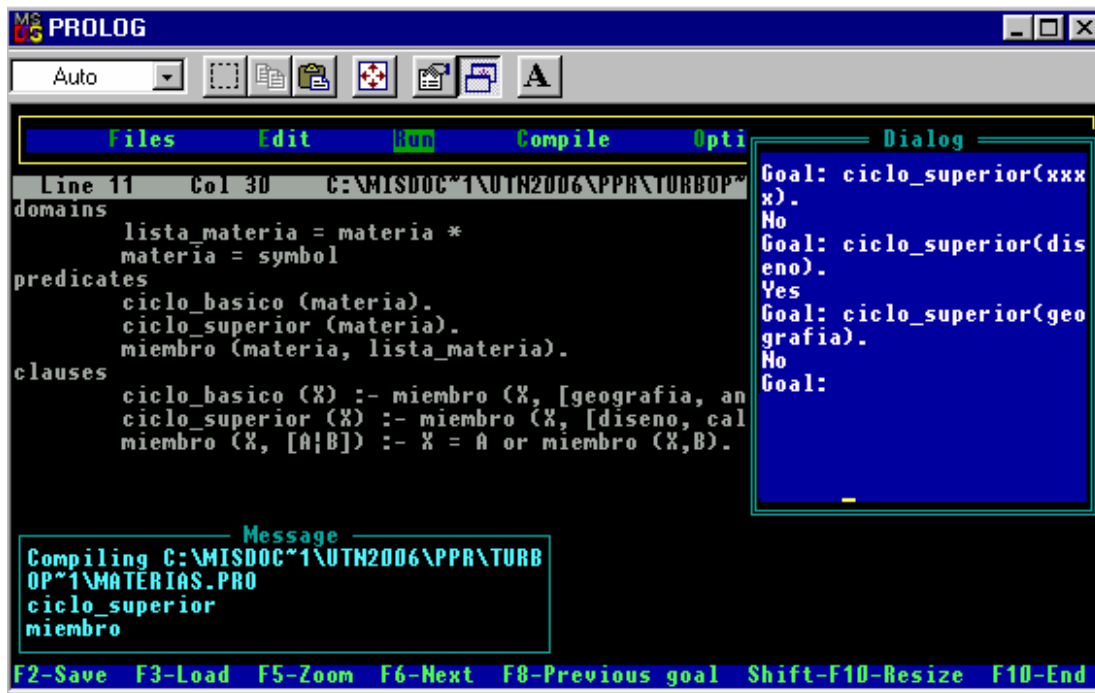 MS DOS PROLOG
Auto A
Files Edit Run Compile Opti
Line 11 Col 30 C:\MISDOC~1\UTN2006\PPR\TURBOP~
domains
lista_materia = materia *
materia = symbol
predicates
ciclo_basico (materia).
ciclo_superior (materia).
miembro (materia, lista_materia).
clauses
ciclo_basico (X) :- miembro (X, [geografia, an
ciclo_superior (X) :- miembro (X, [diseno, cal
miembro (X, [A¦B]) :- X = A or miembro (X,B).
Dialog
Goal: ciclo_superior(xxx
x).
No
Goal: ciclo_superior(dis
eno).
Yes
Goal: ciclo_superior(geo
grafia).
No
Goal:
Message
Compiling C:\MISDOC~1\UTN2006\PPR\TURB
OP~1\MATERIAS.PRO
ciclo_superior
miembro
F2-Save F3-Load F5-Zoom F6-Next F8-Previous goal Shift-F10-Resize F10-End